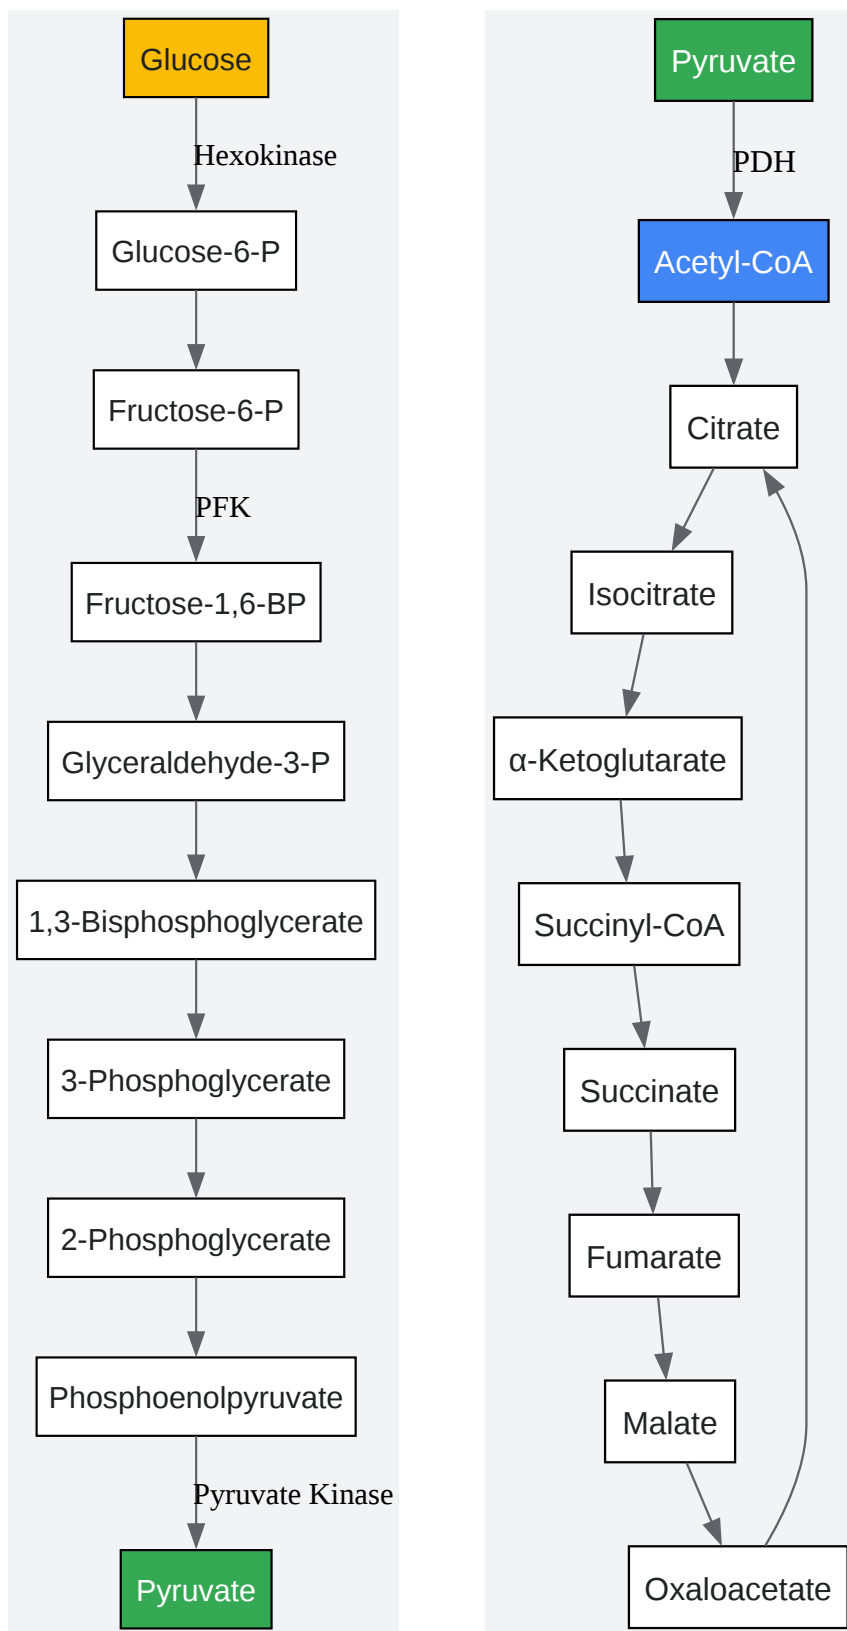 Glucose
Hexokinase
Glucose-6-P
Fructose-6-P
PFK
Fructose-1,6-BP
Glyceraldehyde-3-P
1,3-Bisphosphoglycerate
3-Phosphoglycerate
2-Phosphoglycerate
Phosphoenolpyruvate
Pyruvate Kinase
Pyruvate
Pyruvate
PDH
Acetyl-CoA
Citrate
Isocitrate
α-Ketoglutarate
Succinyl-CoA
Succinate
Fumarate
Malate
Oxaloacetate